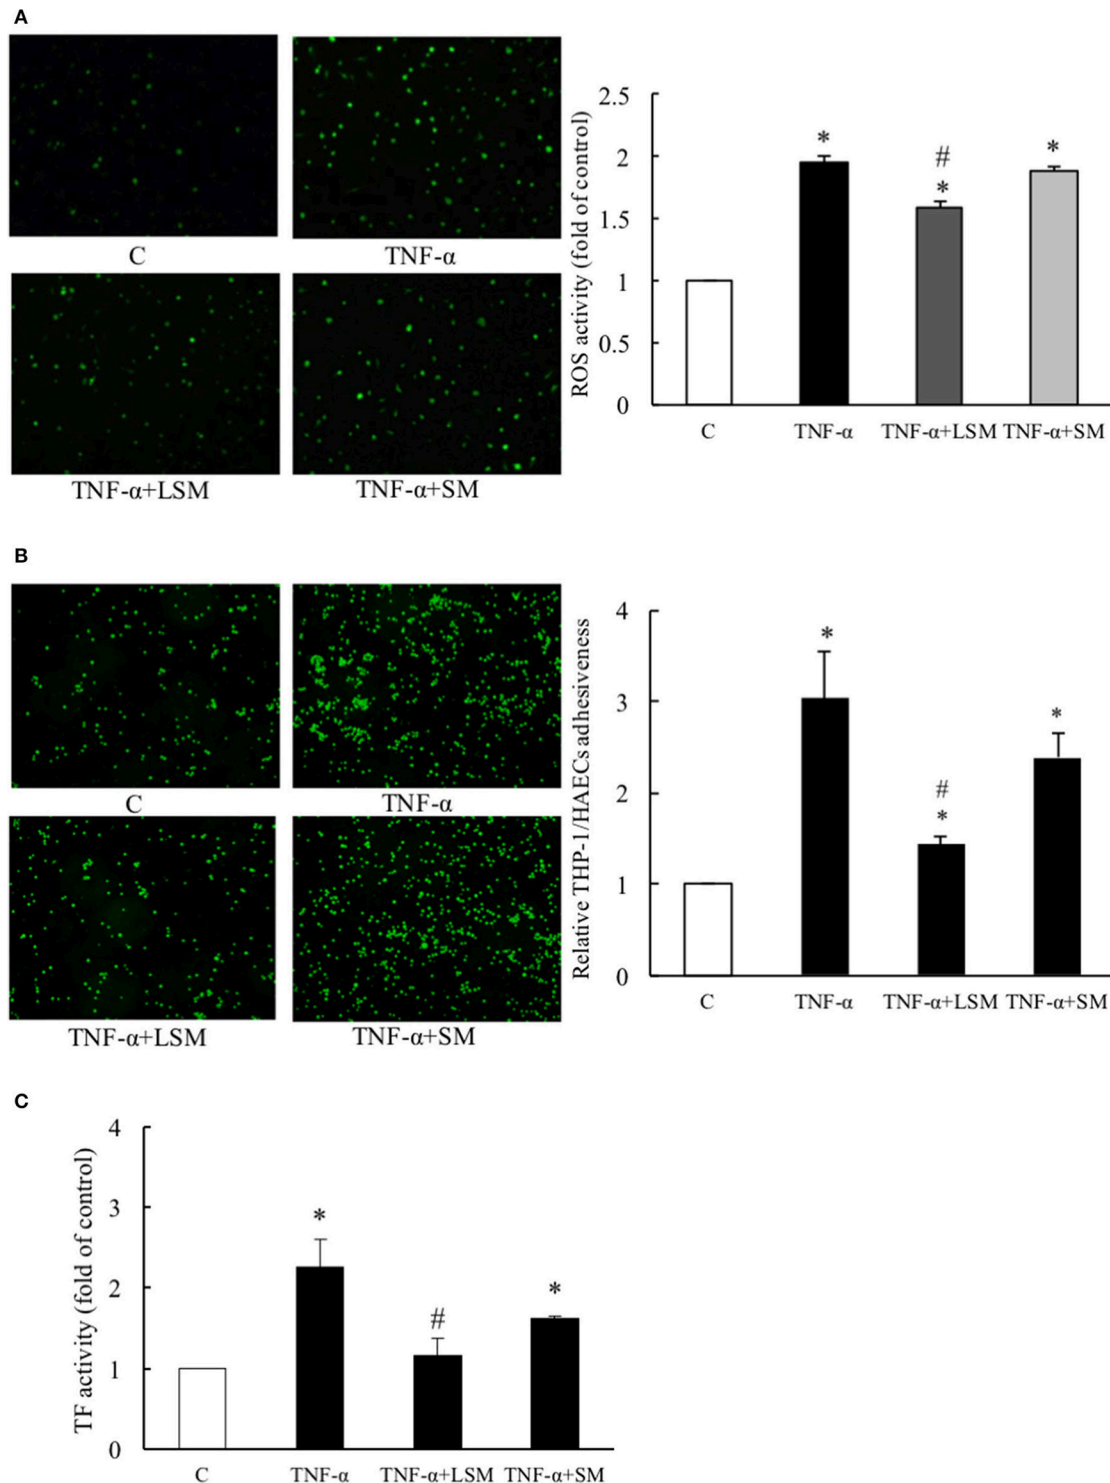 A
C
TNF-α
TNF-α+LSM
TNF-α+SM
ROS activity (fold of control)
2.5
2
1.5
1
0.5
0
*
#
*
*
C
TNF-α
TNF-α+LSM
TNF-α+SM
B
C
TNF-α
TNF-α+LSM
TNF-α+SM
Relative THP-1/HAECs adhesiveness
4
3
2
1
0
*
#
*
*
C
TNF-α
TNF-α+LSM
TNF-α+SM
C
TF activity (fold of control)
4
3
2
1
0
*
#
*
C
TNF-α
TNF-α+LSM
TNF-α+SM